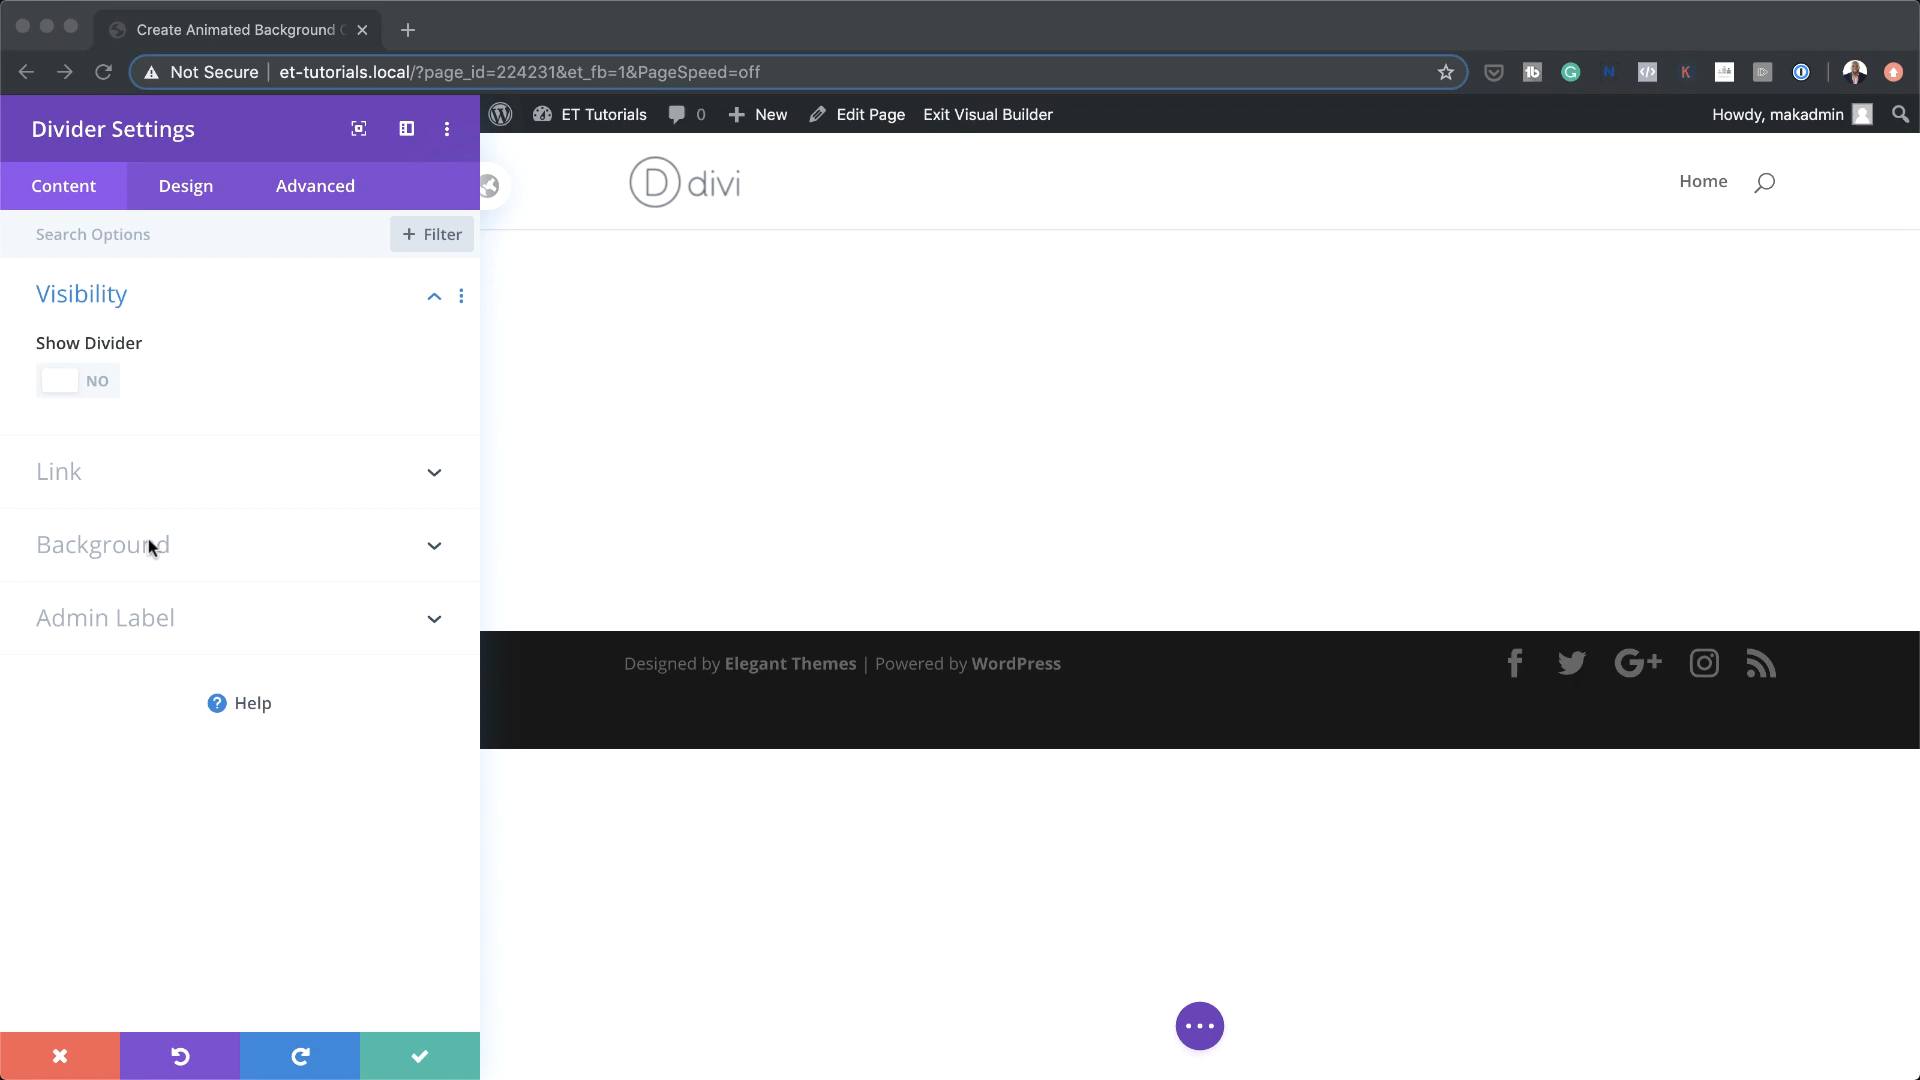 Create Animated Background
Not Secure
et-tutorials.local/?page_id=224231&et_fb=1&PageSpeed=off
Divider Settings
ET Tutorials
0
New
Edit Page
Exit Visual Builder
Howdy, makadmin
Content
Design
Advanced
divi
Home
Search Options
+ Filter
Visibility
Show Divider
NO
Link
Background
Admin Label
Designed by Elegant Themes | Powered by WordPress
Help